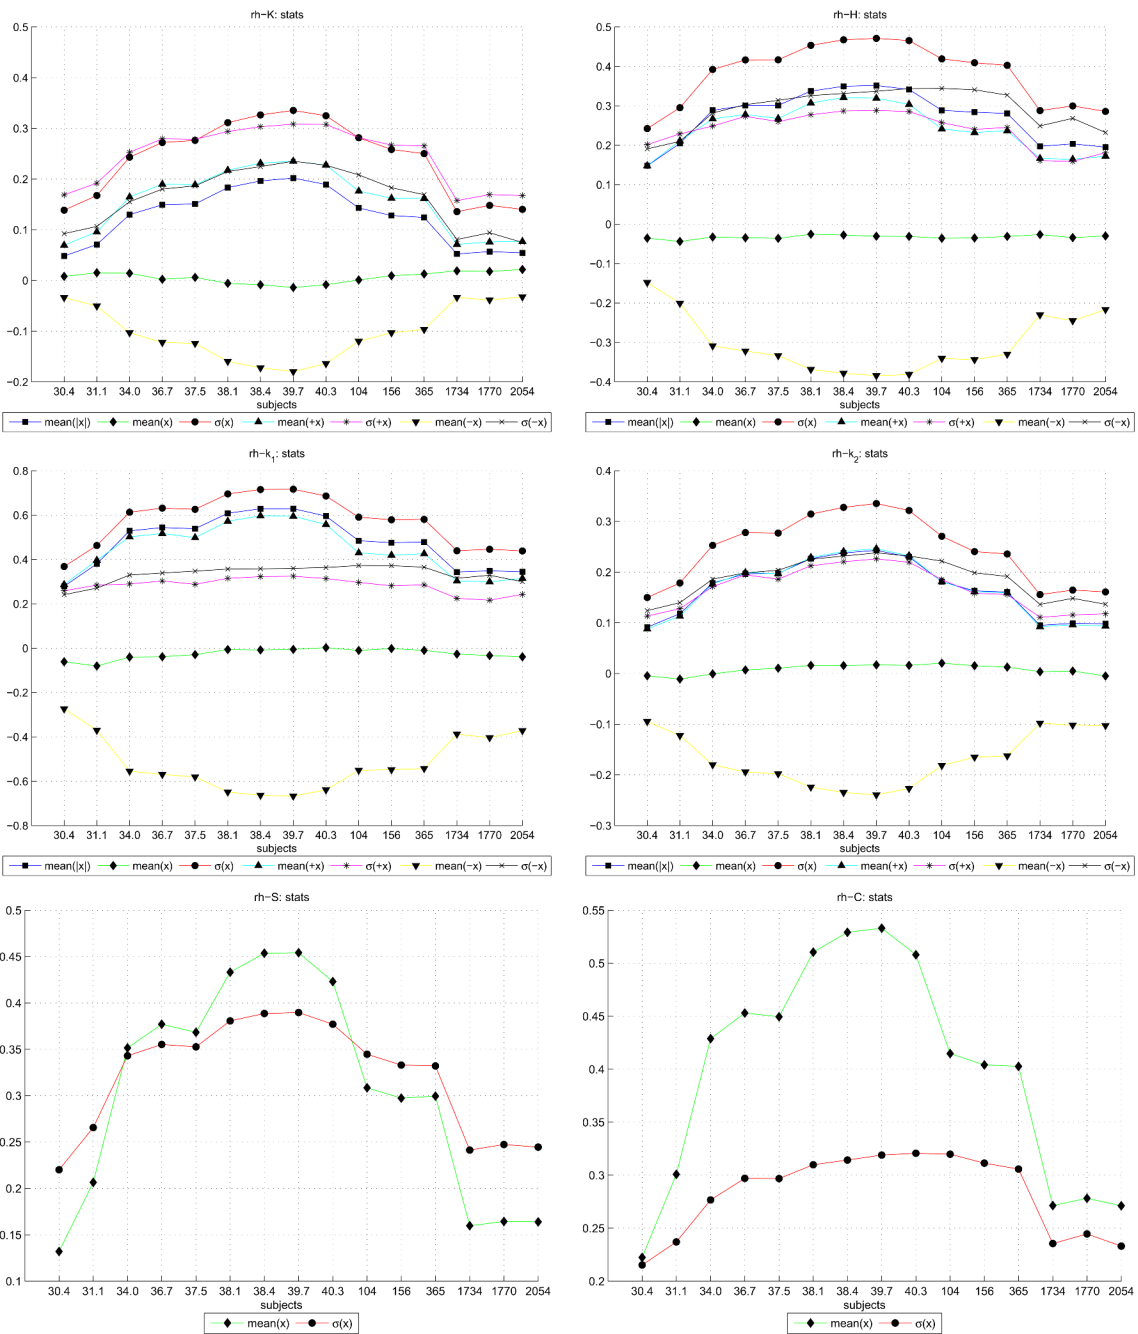 rh−K: stats
0.5
0.4
0.3
0.2
0.1
0
−0.1
−0.2
30.4 31.1 34.0 36.7 37.5 38.1 38.4 39.7 40.3 104 156 365 1734 1770 2054
subjects
mean(|x|) mean(x) σ(x) mean(+x) σ(+x) mean(−x) σ(−x)
rh−H: stats
0.5
0.4
0.3
0.2
0.1
0
−0.1
−0.2
−0.3
−0.4
30.4 31.1 34.0 36.7 37.5 38.1 38.4 39.7 40.3 104 156 365 1734 1770 2054
subjects
mean(|x|) mean(x) σ(x) mean(+x) σ(+x) mean(−x) σ(−x)
rh−k1: stats
0.8
0.6
0.4
0.2
0
−0.2
−0.4
−0.6
−0.8
30.4 31.1 34.0 36.7 37.5 38.1 38.4 39.7 40.3 104 156 365 1734 1770 2054
subjects
mean(|x|) mean(x) σ(x) mean(+x) σ(+x) mean(−x) σ(−x)
rh−k2: stats
0.4
0.3
0.2
0.1
0
−0.1
−0.2
−0.3
30.4 31.1 34.0 36.7 37.5 38.1 38.4 39.7 40.3 104 156 365 1734 1770 2054
subjects
mean(|x|) mean(x) σ(x) mean(+x) σ(+x) mean(−x) σ(−x)
rh−S: stats
0.5
0.45
0.4
0.35
0.3
0.25
0.2
0.15
0.1
30.4 31.1 34.0 36.7 37.5 38.1 38.4 39.7 40.3 104 156 365 1734 1770 2054
subjects
mean(x) σ(x)
rh−C: stats
0.55
0.5
0.45
0.4
0.35
0.3
0.25
0.2
30.4 31.1 34.0 36.7 37.5 38.1 38.4 39.7 40.3 104 156 365 1734 1770 2054
subjects
mean(x) σ(x)